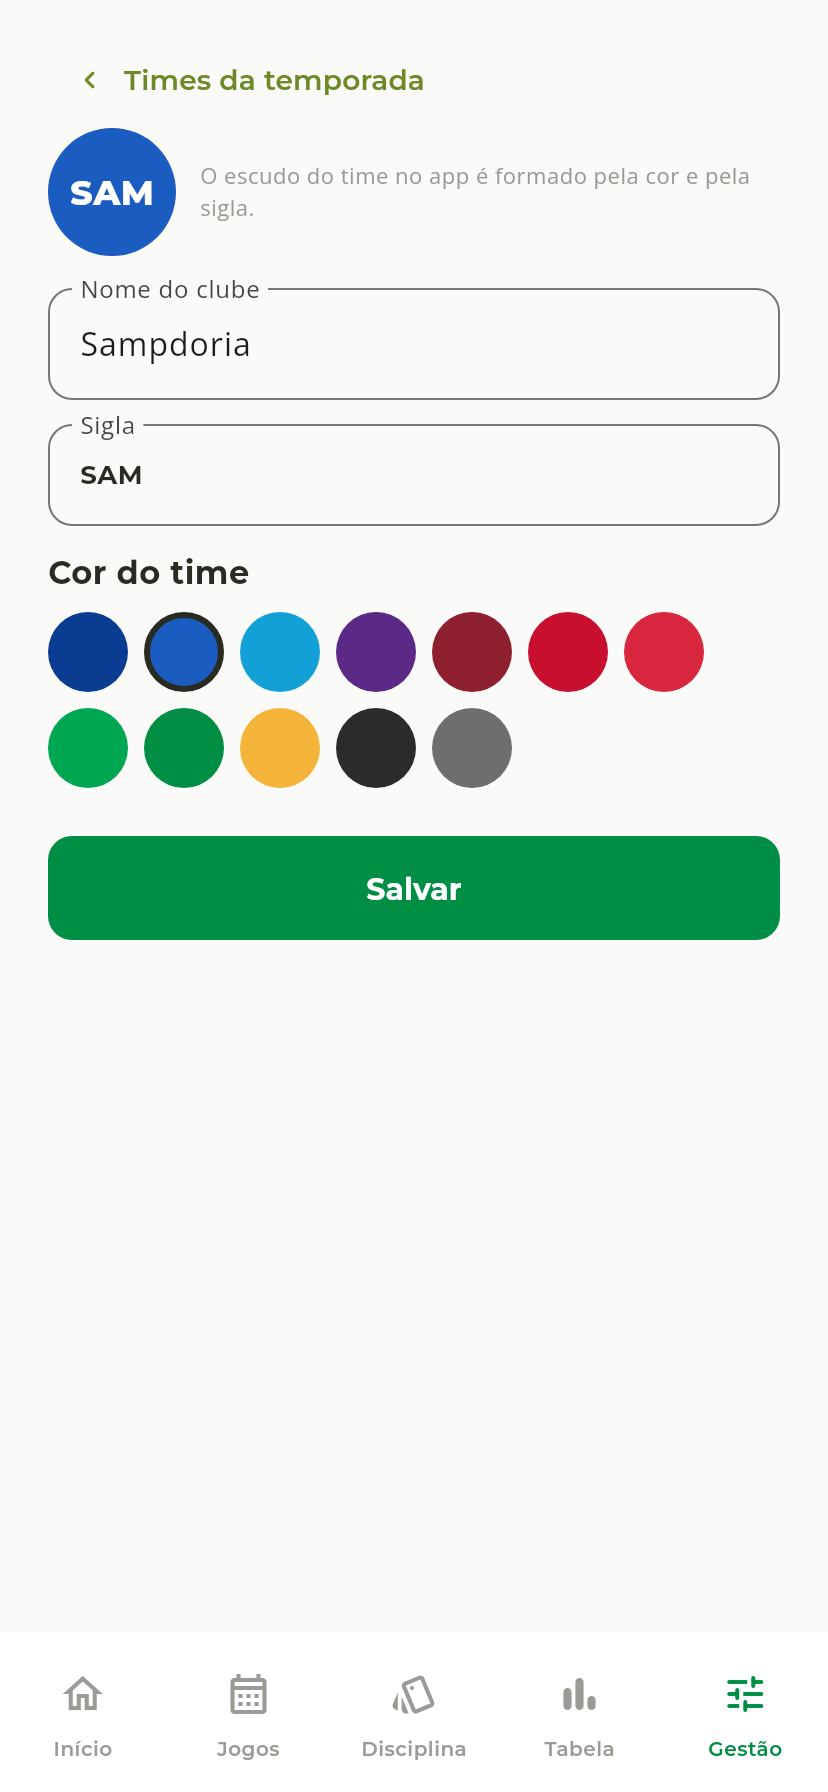 Times da temporada
SAM
O escudo do time no app é formado pela cor e pela
sigla.
Nome do clube
Sampdoria
Sigla
SAM
Cor do time
Salvar
Início
Jogos
Disciplina
Tabela
Gestão